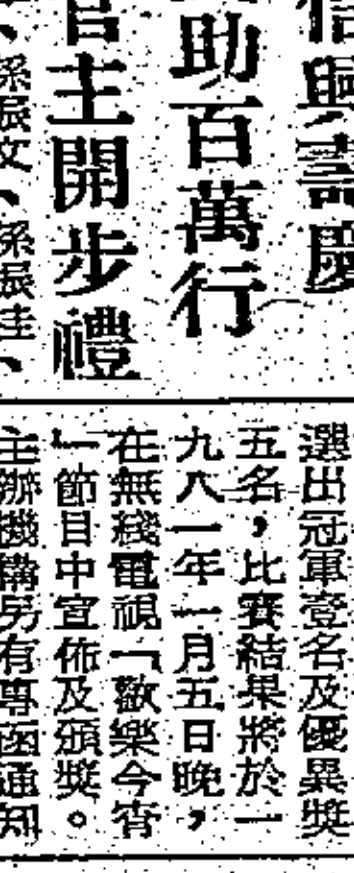 壽慶
助百萬行
主開步禮
孫振文、孫振珪、
選出冠軍壹名及優異獎
五名，比賽結果將於一
九八一年一月五日晚，
在無綫電視「歡樂今宵
」節目中宣佈及頒獎。
主辦機構另有專函通知